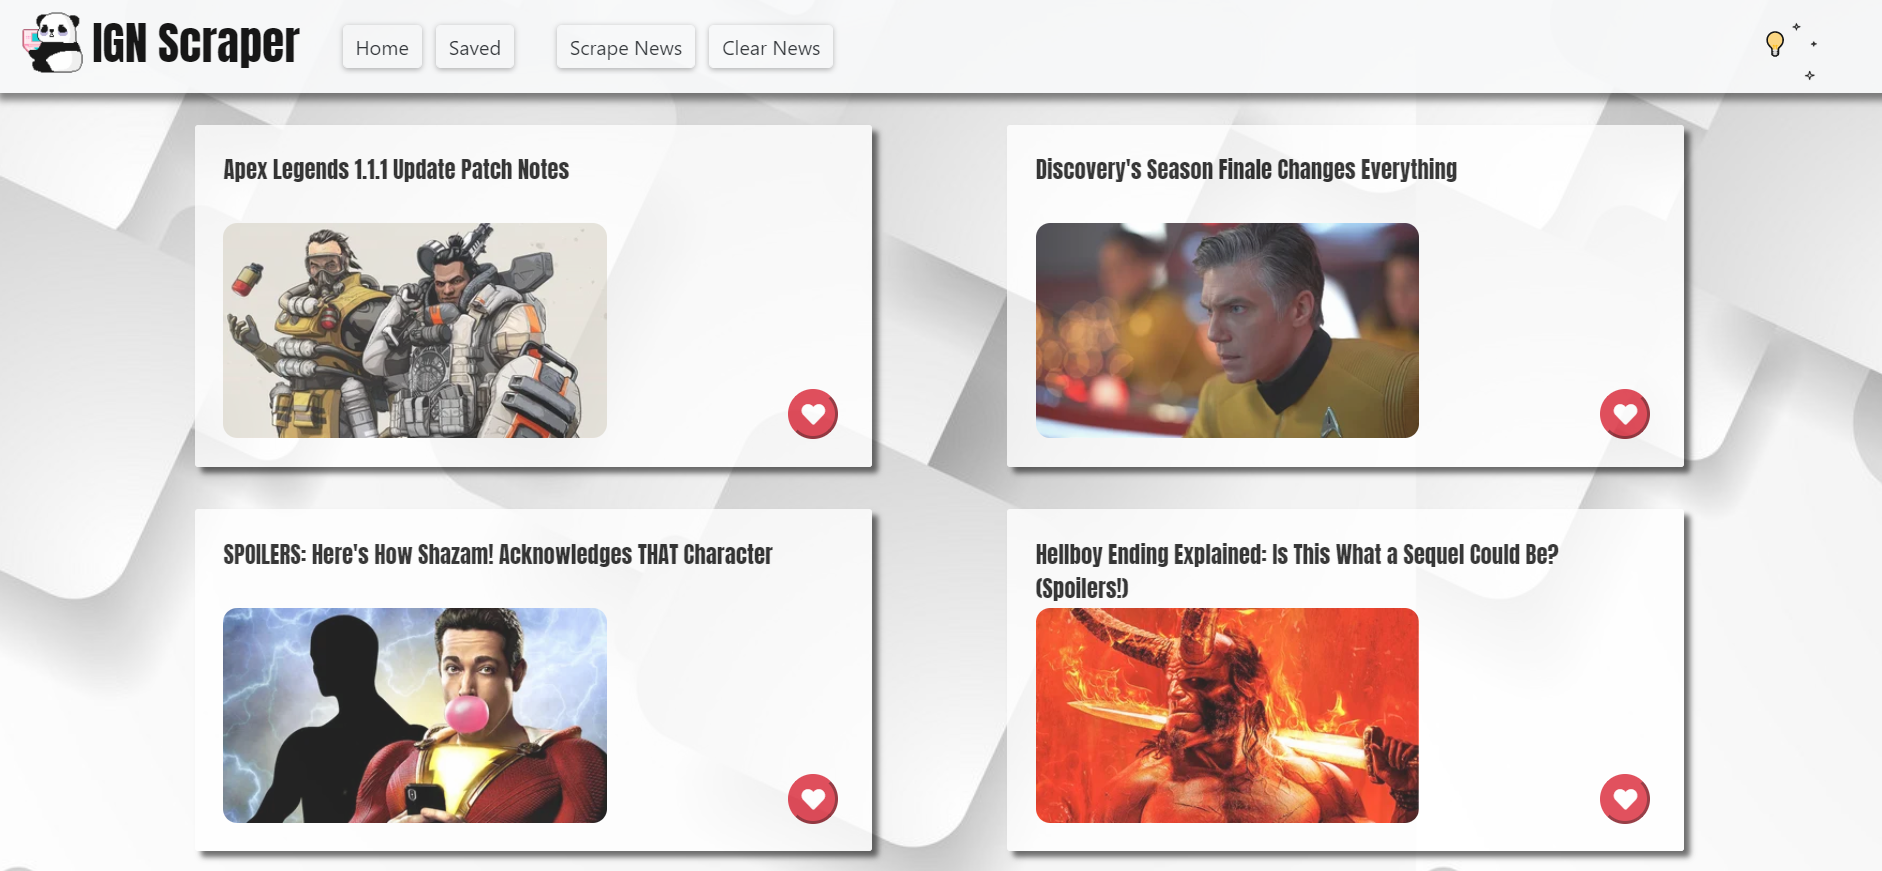 IGN Scraper
Home
Saved
Scrape News
Clear News
Apex Legends 1.1.1 Update Patch Notes
Discovery's Season Finale Changes Everything
SPOILERS: Here's How Shazam! Acknowledges THAT Character
Hellboy Ending Explained: Is This What a Sequel Could Be?
(Spoilers!)